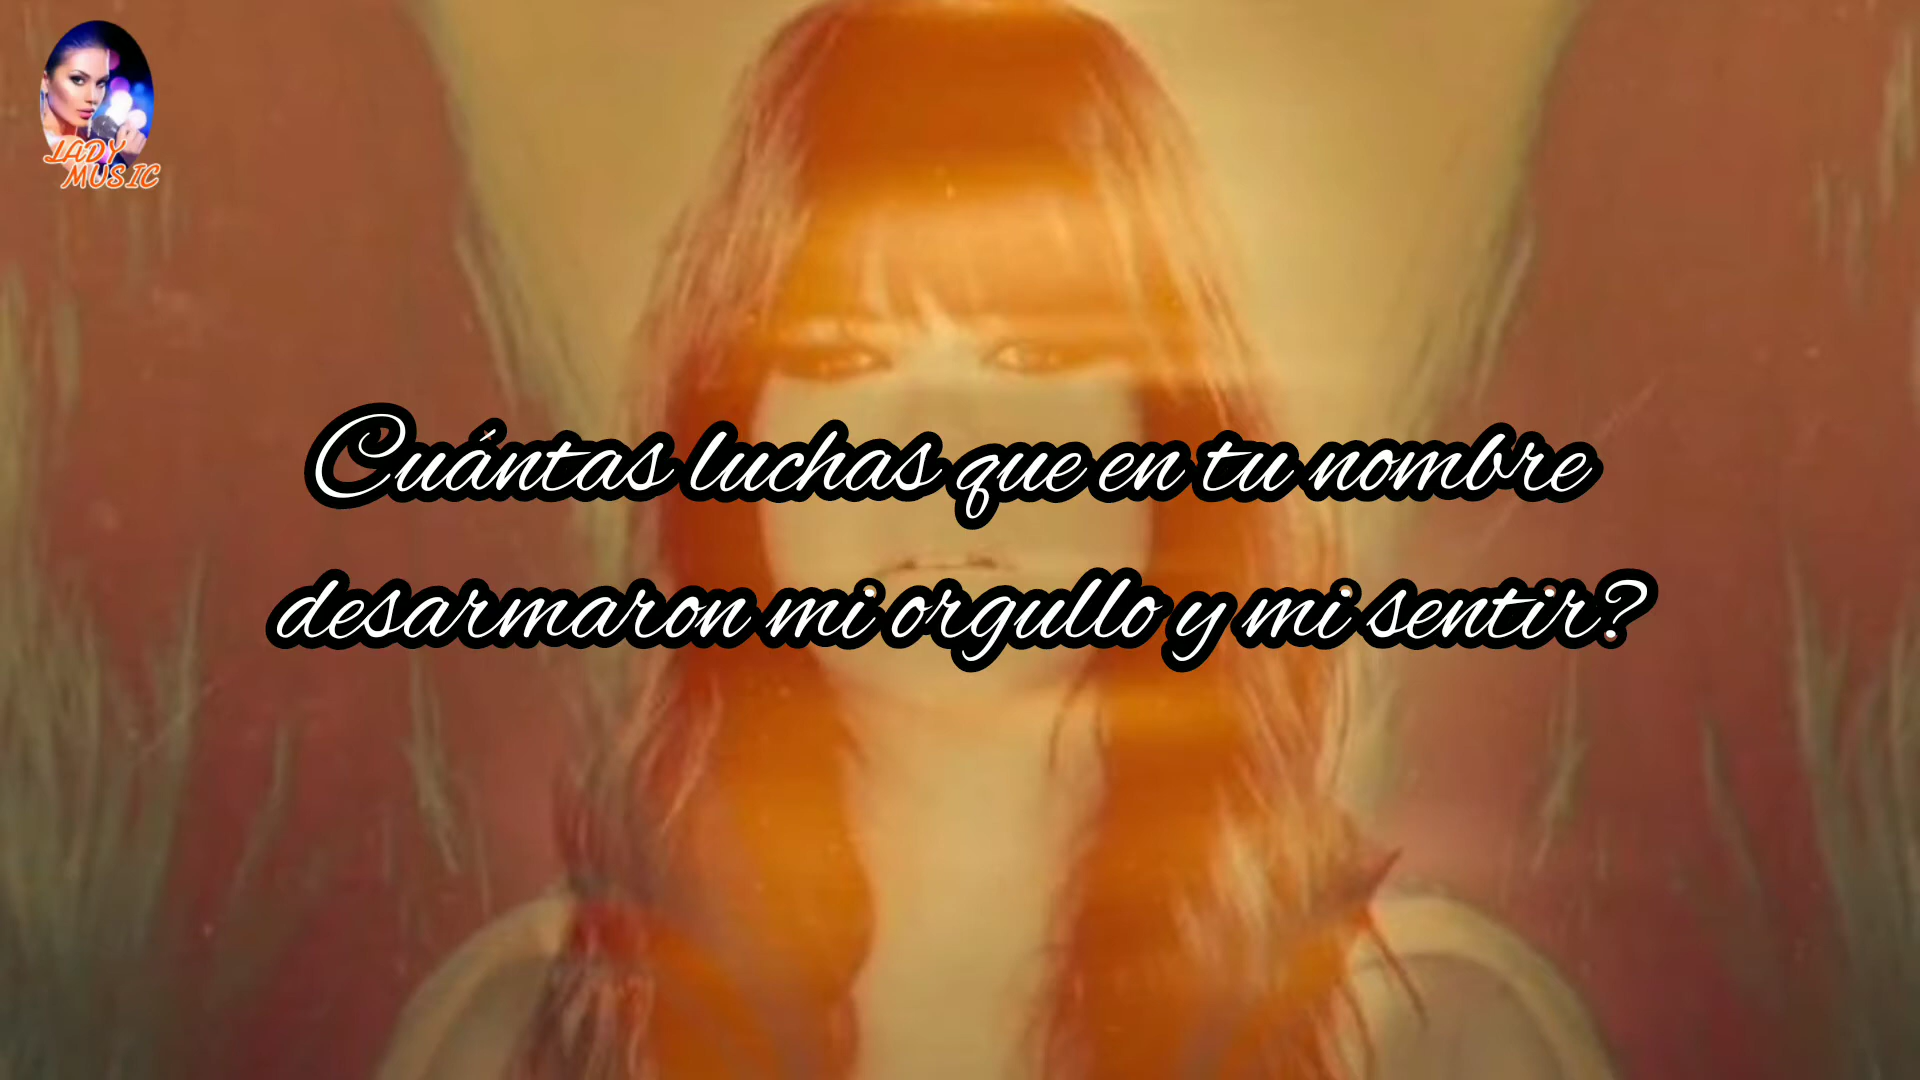 LADY
MUSIC
Cuántas luchas que en tu nombre
desarmaron mi orgullo y mi sentir?